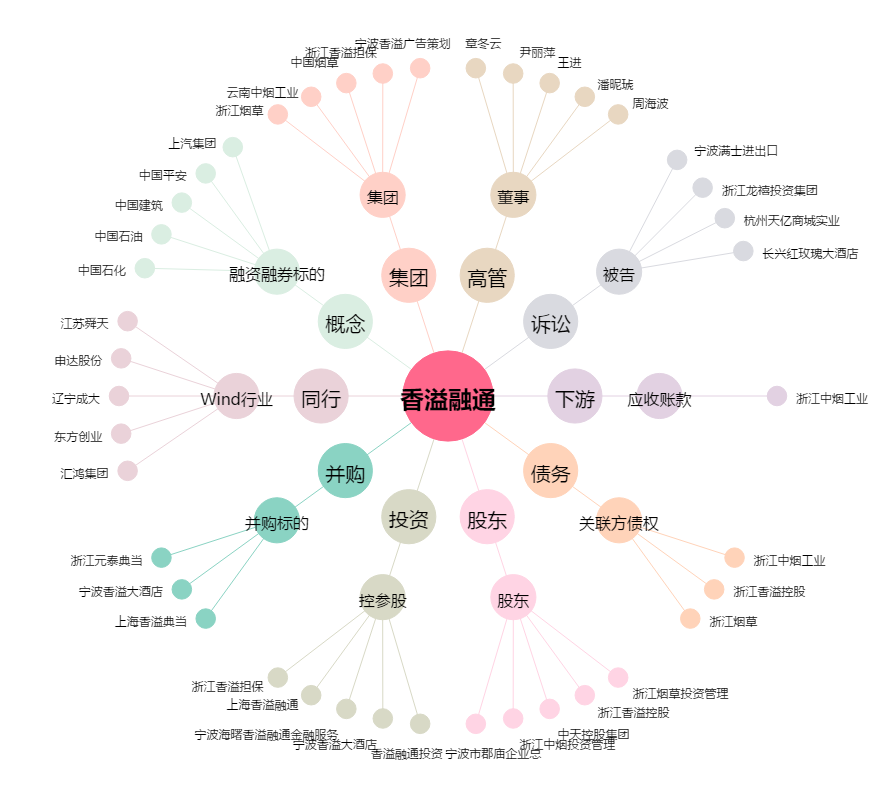 宁波香溢广告策划
浙江香溢担保
中国烟草
云南中烟工业
浙江烟草
集团
集团
章冬云
尹丽萍
王进
潘昵琥
周海波
董事
高管
宁波满士进出口
浙江龙禧投资集团
杭州天亿商城实业
长兴红玫瑰大酒店
被告
诉讼
上汽集团
中国平安
中国建筑
中国石油
中国石化
融资融券标的
概念
江苏舜天
申达股份
辽宁成大
东方创业
汇鸿集团
Wind行业
同行
香溢融通
下游
应收账款
浙江中烟工业
并购
并购标的
浙江元泰典当
宁波香溢大酒店
上海香溢典当
债务
关联方债权
浙江中烟工业
浙江香溢控股
浙江烟草
投资
控参股
浙江香溢担保
上海香溢融通
宁波海曙香溢融通金融服务
宁波香溢大酒店
香溢融通投资
股东
股东
浙江烟草投资管理
浙江香溢控股
中天控股集团
浙江中烟投资管理
宁波市郡庙企业总